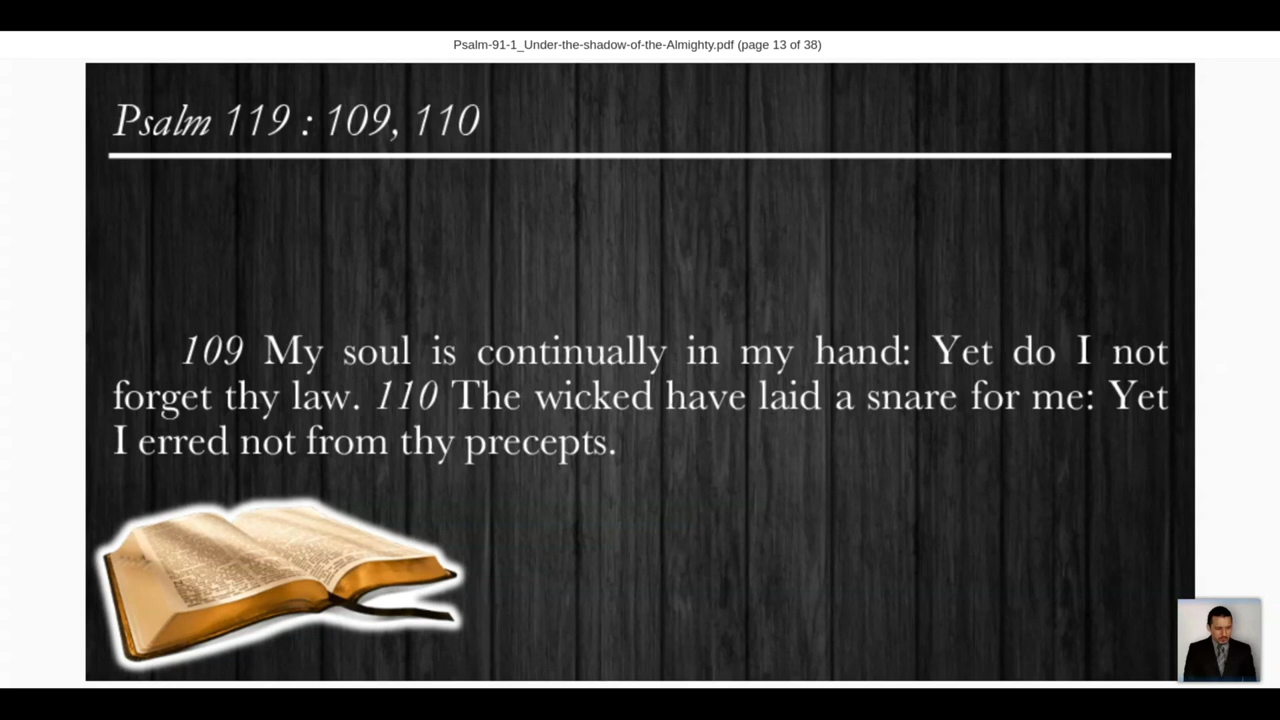 Psalm-91-1_Under-the-shadow-of-the-Almighty.pdf (page 13 of 38)
Psalm 119 : 109, 110
109 My soul is continually in my hand: Yet do I not
forget thy law. 110 The wicked have laid a snare for me: Yet
I erred not from thy precepts.